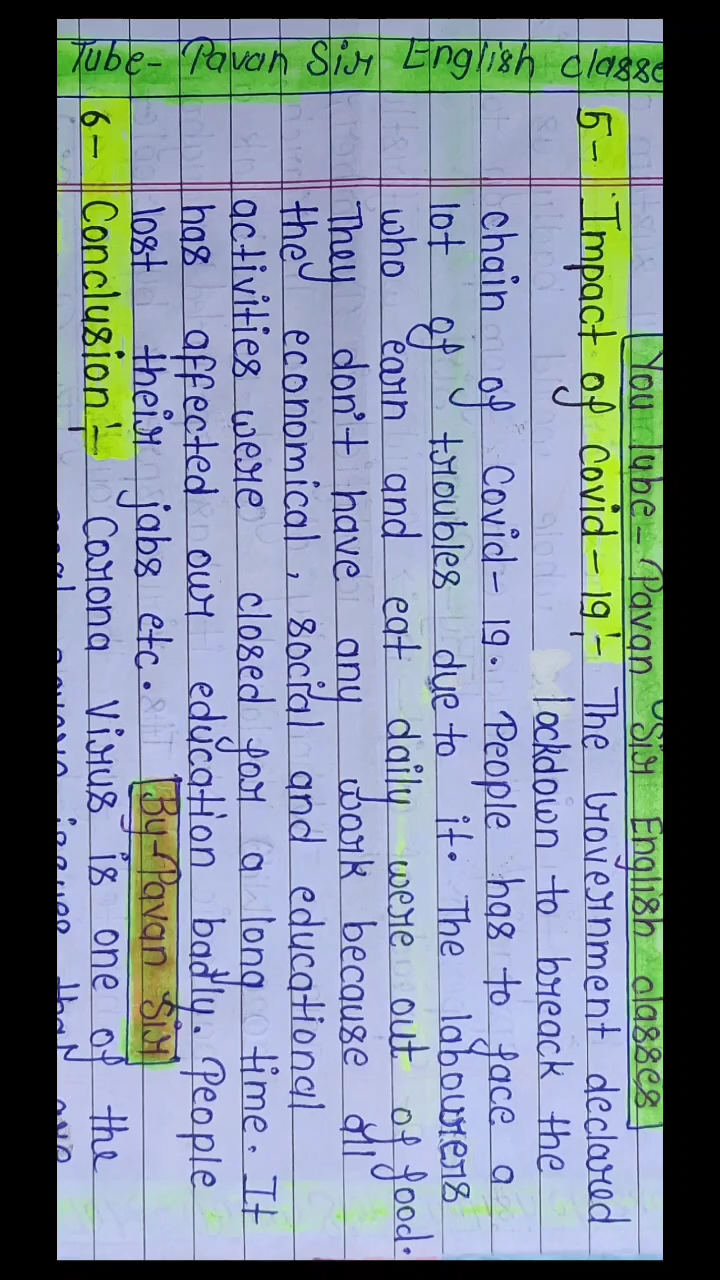 Tube- Pavan Sir English classe
You Tube- Pavan Sir English classes
5- Impact of covid-19:- The Government declared
lockdown to breack the
chain of Covid-19. People has to face a
lot of troubles due to it. The labourers
who earn and eat daily were out of food.
They don't have any work because all
the economical, social and educational
activities were closed for a long time. It
has affected our education badly. People
lost their jobs etc. By-Pavan Sir
6- Conclusion:- Corona Virus is one of the
that are